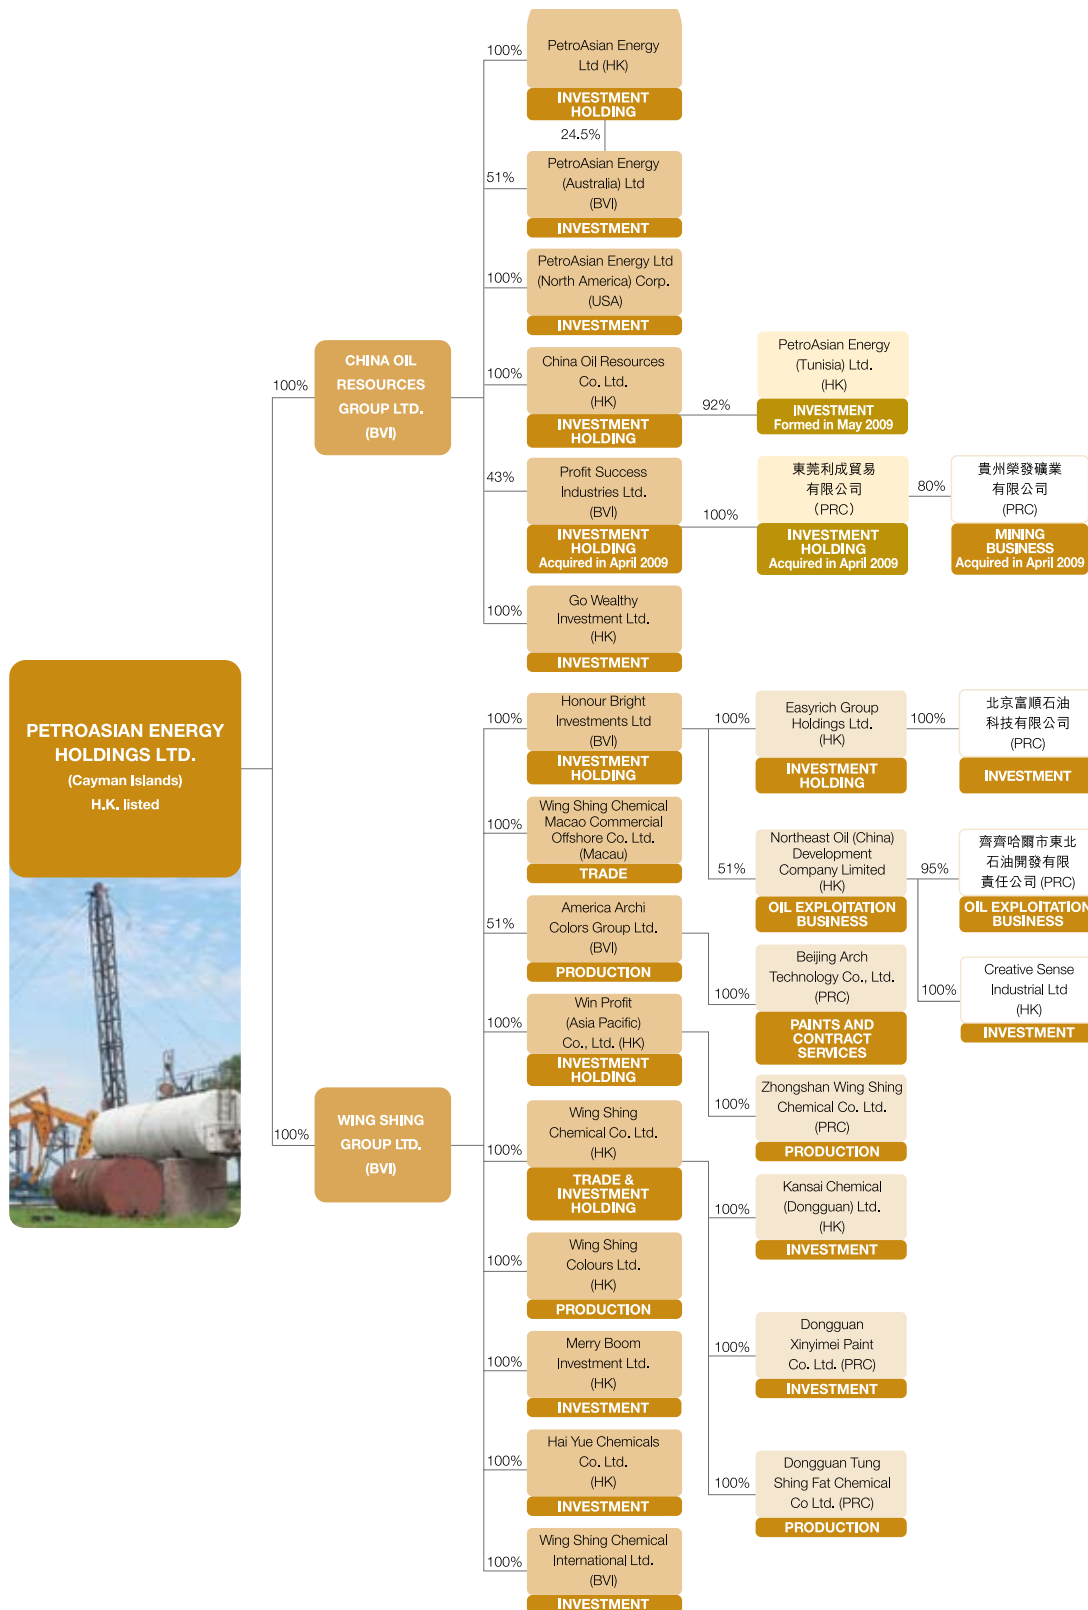 PETROASIAN ENERGY
HOLDINGS LTD.
(Cayman Islands)
H.K. listed
100%
CHINA OIL
RESOURCES
GROUP LTD.
(BVI)
100%
PetroAsian Energy
Ltd (HK)
INVESTMENT
HOLDING
24.5%
51%
PetroAsian Energy
(Australia) Ltd
(BVI)
INVESTMENT
100%
PetroAsian Energy Ltd
(North America) Corp.
(USA)
INVESTMENT
100%
China Oil Resources
Co. Ltd.
(HK)
INVESTMENT
HOLDING
92%
PetroAsian Energy
(Tunisia) Ltd.
(HK)
INVESTMENT
Formed in May 2009
43%
Profit Success
Industries Ltd.
(BVI)
INVESTMENT
HOLDING
Acquired in April 2009
100%
東莞利成貿易
有限公司
(PRC)
INVESTMENT
HOLDING
Acquired in April 2009
80%
貴州榮發礦業
有限公司
(PRC)
MINING
BUSINESS
Acquired in April 2009
100%
Go Wealthy
Investment Ltd.
(HK)
INVESTMENT
100%
WING SHING
GROUP LTD.
(BVI)
100%
Honour Bright
Investments Ltd
(BVI)
INVESTMENT
HOLDING
100%
Easyrich Group
Holdings Ltd.
(HK)
INVESTMENT
HOLDING
100%
北京富順石油
科技有限公司
(PRC)
INVESTMENT
51%
Northeast Oil (China)
Development
Company Limited
(HK)
OIL EXPLOITATION
BUSINESS
95%
齊齊哈爾市東北
石油開發有限
責任公司 (PRC)
OIL EXPLOITATION
BUSINESS
100%
Creative Sense
Industrial Ltd
(HK)
INVESTMENT
100%
Wing Shing Chemical
Macao Commercial
Offshore Co. Ltd.
(Macau)
TRADE
51%
America Archi
Colors Group Ltd.
(BVI)
PRODUCTION
100%
Beijing Arch
Technology Co., Ltd.
(PRC)
PAINTS AND
CONTRACT
SERVICES
100%
Win Profit
(Asia Pacific)
Co., Ltd. (HK)
INVESTMENT
HOLDING
100%
Zhongshan Wing Shing
Chemical Co. Ltd.
(PRC)
PRODUCTION
100%
Wing Shing
Chemical Co. Ltd.
(HK)
TRADE &
INVESTMENT
HOLDING
100%
Kansai Chemical
(Dongguan) Ltd.
(HK)
INVESTMENT
100%
Dongguan
Xinyimei Paint
Co. Ltd. (PRC)
INVESTMENT
100%
Dongguan Tung
Shing Fat Chemical
Co Ltd. (PRC)
PRODUCTION
100%
Wing Shing
Colours Ltd.
(HK)
PRODUCTION
100%
Merry Boom
Investment Ltd.
(HK)
INVESTMENT
100%
Hai Yue Chemicals
Co. Ltd.
(HK)
INVESTMENT
100%
Wing Shing Chemical
International Ltd.
(BVI)
INVESTMENT